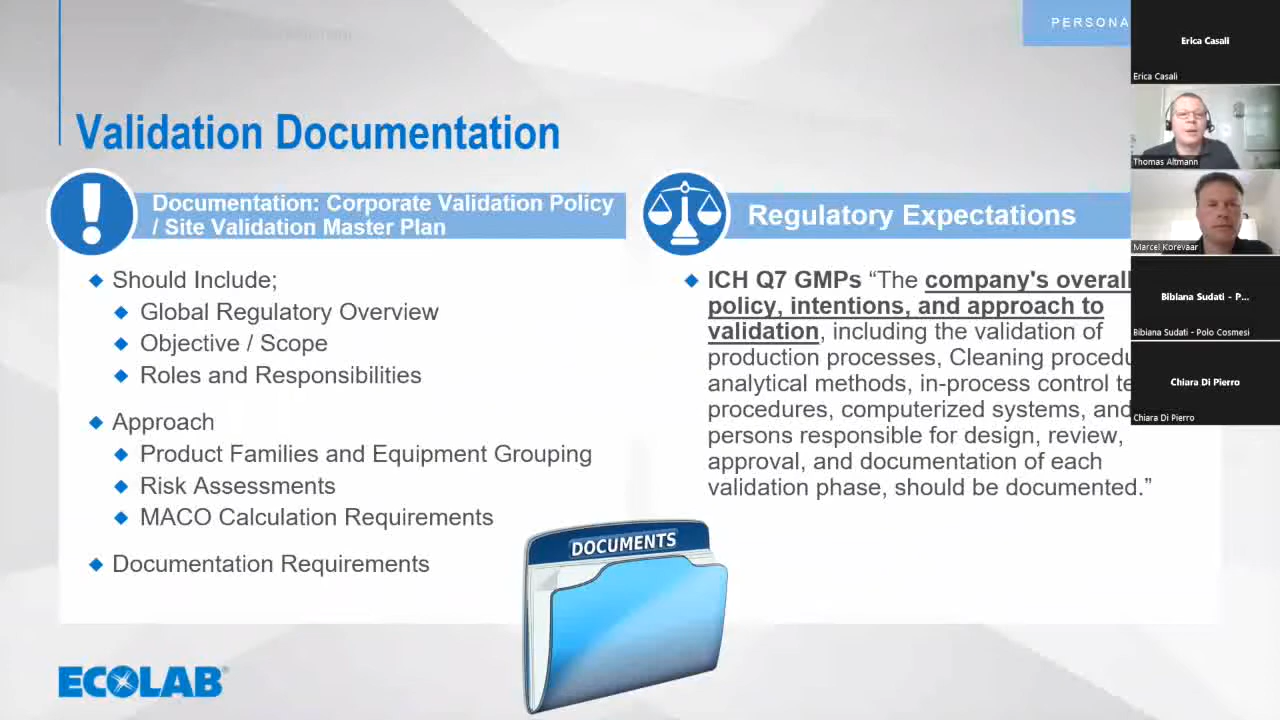 PERSONA
Validation Documentation
Documentation: Corporate Validation Policy
/ Site Validation Master Plan
Should Include;
Global Regulatory Overview
Objective / Scope
Roles and Responsibilities
Approach
Product Families and Equipment Grouping
Risk Assessments
MACO Calculation Requirements
Documentation Requirements
Regulatory Expectations
ICH Q7 GMPs “The company's overall
policy, intentions, and approach to
validation, including the validation of
production processes, Cleaning procedu
analytical methods, in-process control te
procedures, computerized systems, and
persons responsible for design, review,
approval, and documentation of each
validation phase, should be documented.”
DOCUMENTS
ECOLAB®
Erica Casali
Erica Casali
Thomas Altmann
Marcel Korevaar
Bibiana Sudati - P...
Bibiana Sudati - Polo Cosmesi
Chiara Di Pierro
Chiara Di Pierro